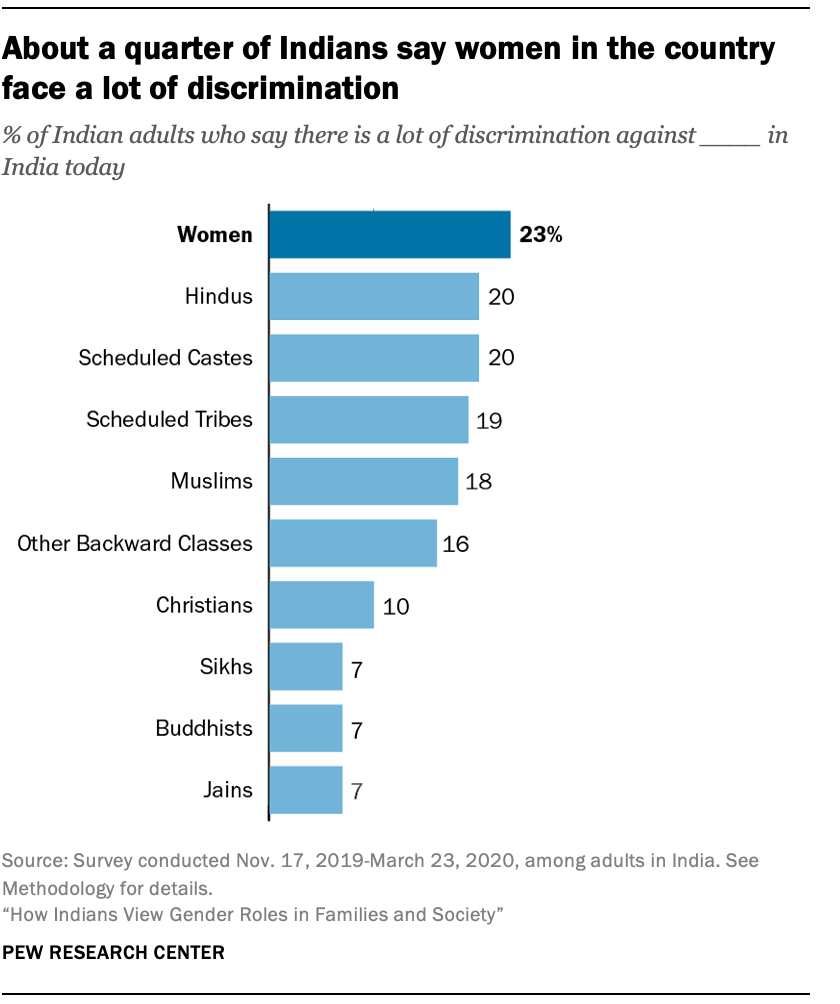 About a quarter of Indians say women in the country
face a lot of discrimination
% of Indian adults who say there is a lot of discrimination against ____ in
India today
Women 23%
Hindus 20
Scheduled Castes 20
Scheduled Tribes 19
Muslims 18
Other Backward Classes 16
Christians 10
Sikhs 7
Buddhists 7
Jains 7
Source: Survey conducted Nov. 17, 2019-March 23, 2020, among adults in India. See
Methodology for details.
“How Indians View Gender Roles in Families and Society”
PEW RESEARCH CENTER